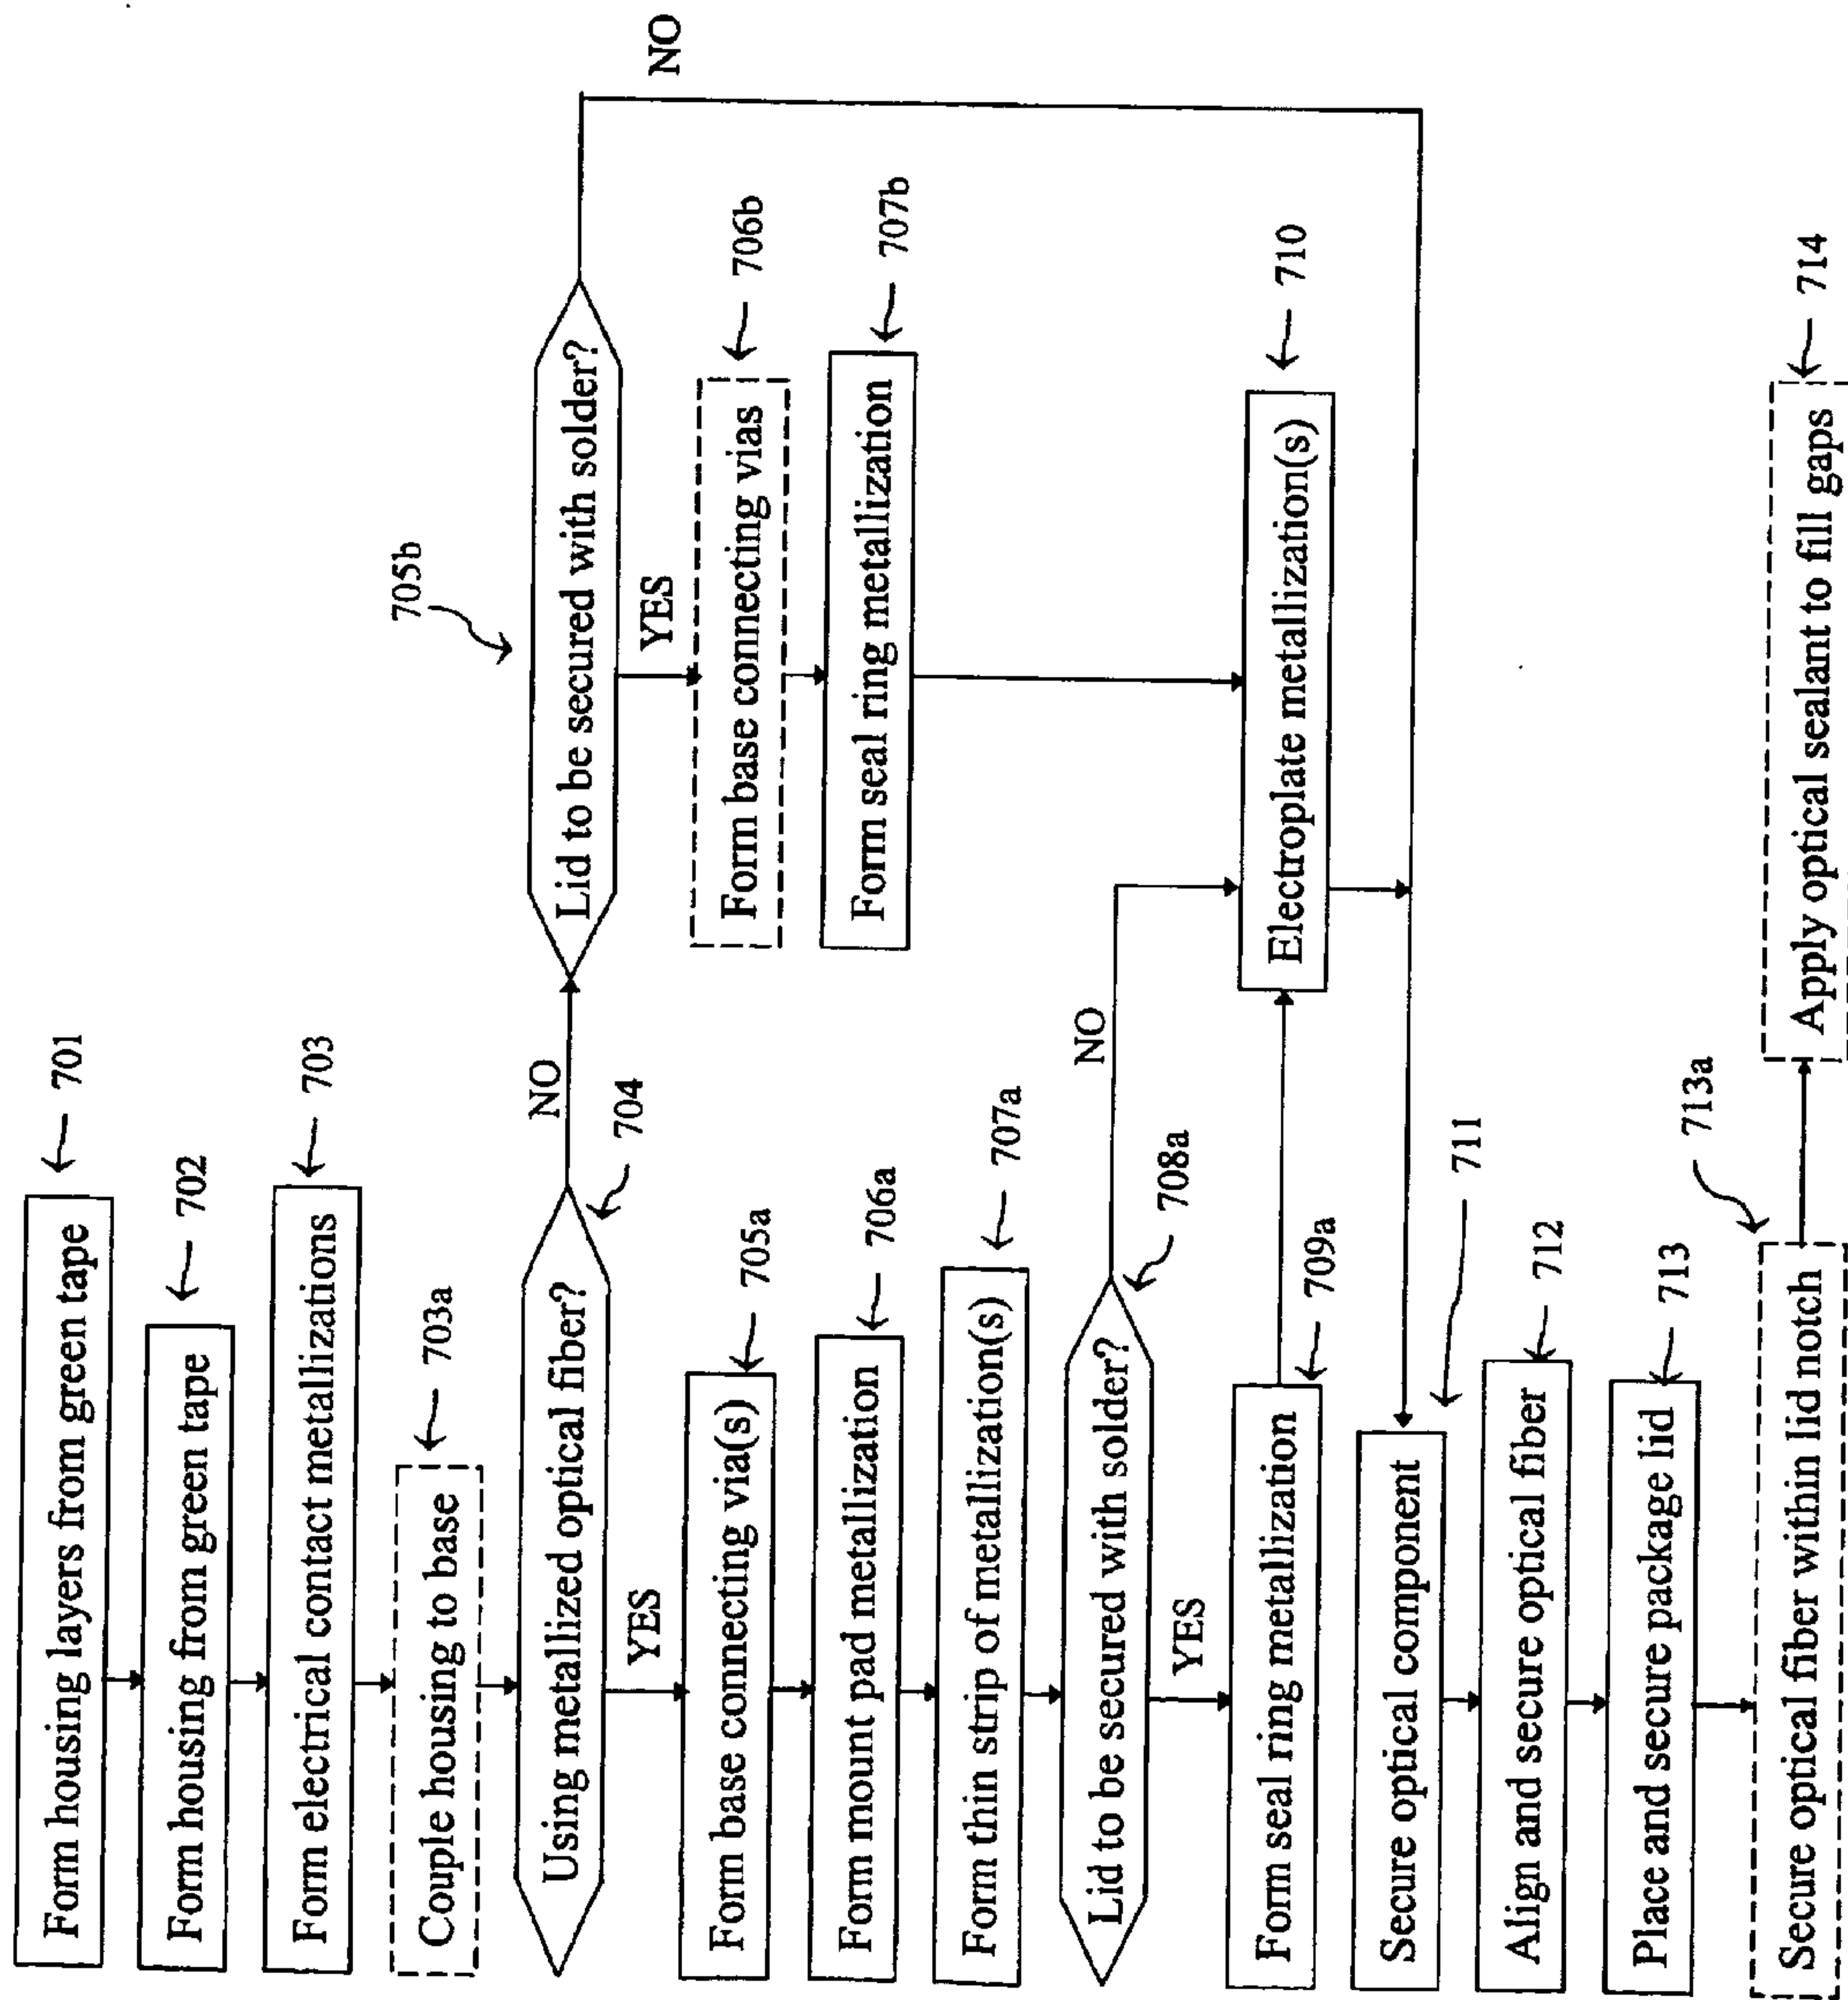 Form housing layers from green tape
701
Form housing from green tape
702
Form electrical contact metallizations
703
Couple housing to base
703a
Using metallized optical fiber?
704
NO
Lid to be secured with solder?
705b
NO
YES
YES
Form base connecting via(s)
705a
Form base connecting vias
706b
Form mount pad metallization
706a
Form seal ring metallization
707b
Form thin strip of metallization(s)
707a
Lid to be secured with solder?
708a
NO
YES
Form seal ring metallization
709a
Electroplate metallization(s)
710
Secure optical component
711
Align and secure optical fiber
712
Place and secure package lid
713
Secure optical fiber within lid notch
713a
Apply optical sealant to fill gaps
714